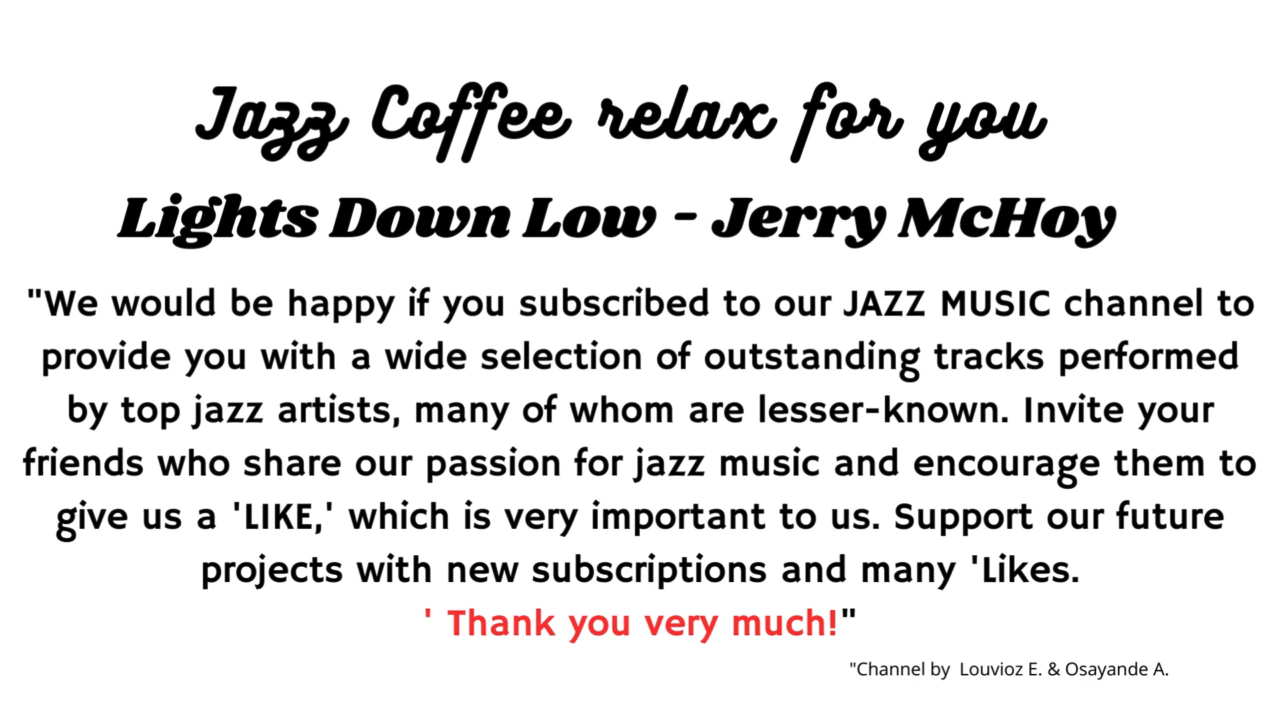 Jazz Coffee relax for you
Lights Down Low - Jerry McHoy
"We would be happy if you subscribed to our JAZZ MUSIC channel to
provide you with a wide selection of outstanding tracks performed
by top jazz artists, many of whom are lesser-known. Invite your
friends who share our passion for jazz music and encourage them to
give us a 'LIKE,' which is very important to us. Support our future
projects with new subscriptions and many 'Likes.
' Thank you very much!"
"Channel by Louvioz E. & Osayande A.